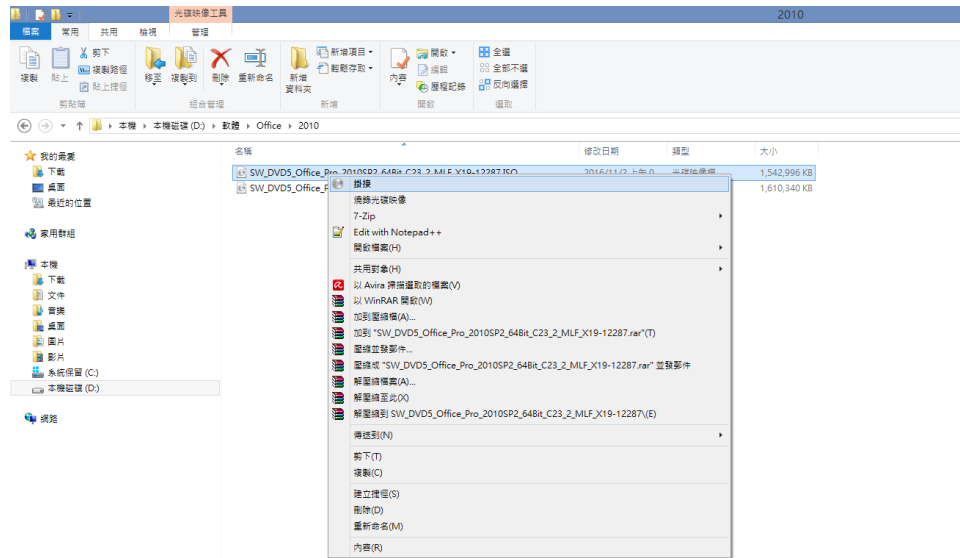 光碟映像工具
2010
檔案 常用 共用 檢視 管理
複製
貼上
剪下
複製路徑
貼上捷徑
剪貼簿
移至
複製到
刪除
重新命名
組合管理
新增
資料夾
新增項目
輕鬆存取
新增
內容
開啟
編輯
歷程記錄
開啟
全選
全部不選
反向選擇
選取
本機 本機磁碟 (D:) 軟體 Office 2010
名稱 修改日期 類型 大小
SW_DVD5_Office_Pro_2010SP2_64Bit_C23_2_MLF_X19-12287.ISO 2016/11/2 上午 0... 光碟映像檔 1,542,996 KB
SW_DVD5_Office_P 1,610,340 KB
我的最愛
下載
桌面
最近的位置
家用群組
本機
下載
文件
音樂
桌面
圖片
影片
系統保留 (C:)
本機磁碟 (D:)
網路
掛接
燒錄光碟映像
7-Zip
Edit with Notepad++
開啟檔案(H)
共用對象(H)
以 Avira 掃描選取的檔案(V)
以 WinRAR 開啟(W)
加到壓縮檔(A)...
加到 "SW_DVD5_Office_Pro_2010SP2_64Bit_C23_2_MLF_X19-12287.rar"(T)
壓縮並發郵件...
壓縮成 "SW_DVD5_Office_Pro_2010SP2_64Bit_C23_2_MLF_X19-12287.rar" 並發郵件
解壓縮檔案(A)...
解壓縮至此(X)
解壓縮到 SW_DVD5_Office_Pro_2010SP2_64Bit_C23_2_MLF_X19-12287\(E)
傳送到(N)
剪下(T)
複製(C)
建立捷徑(S)
刪除(D)
重新命名(M)
內容(R)